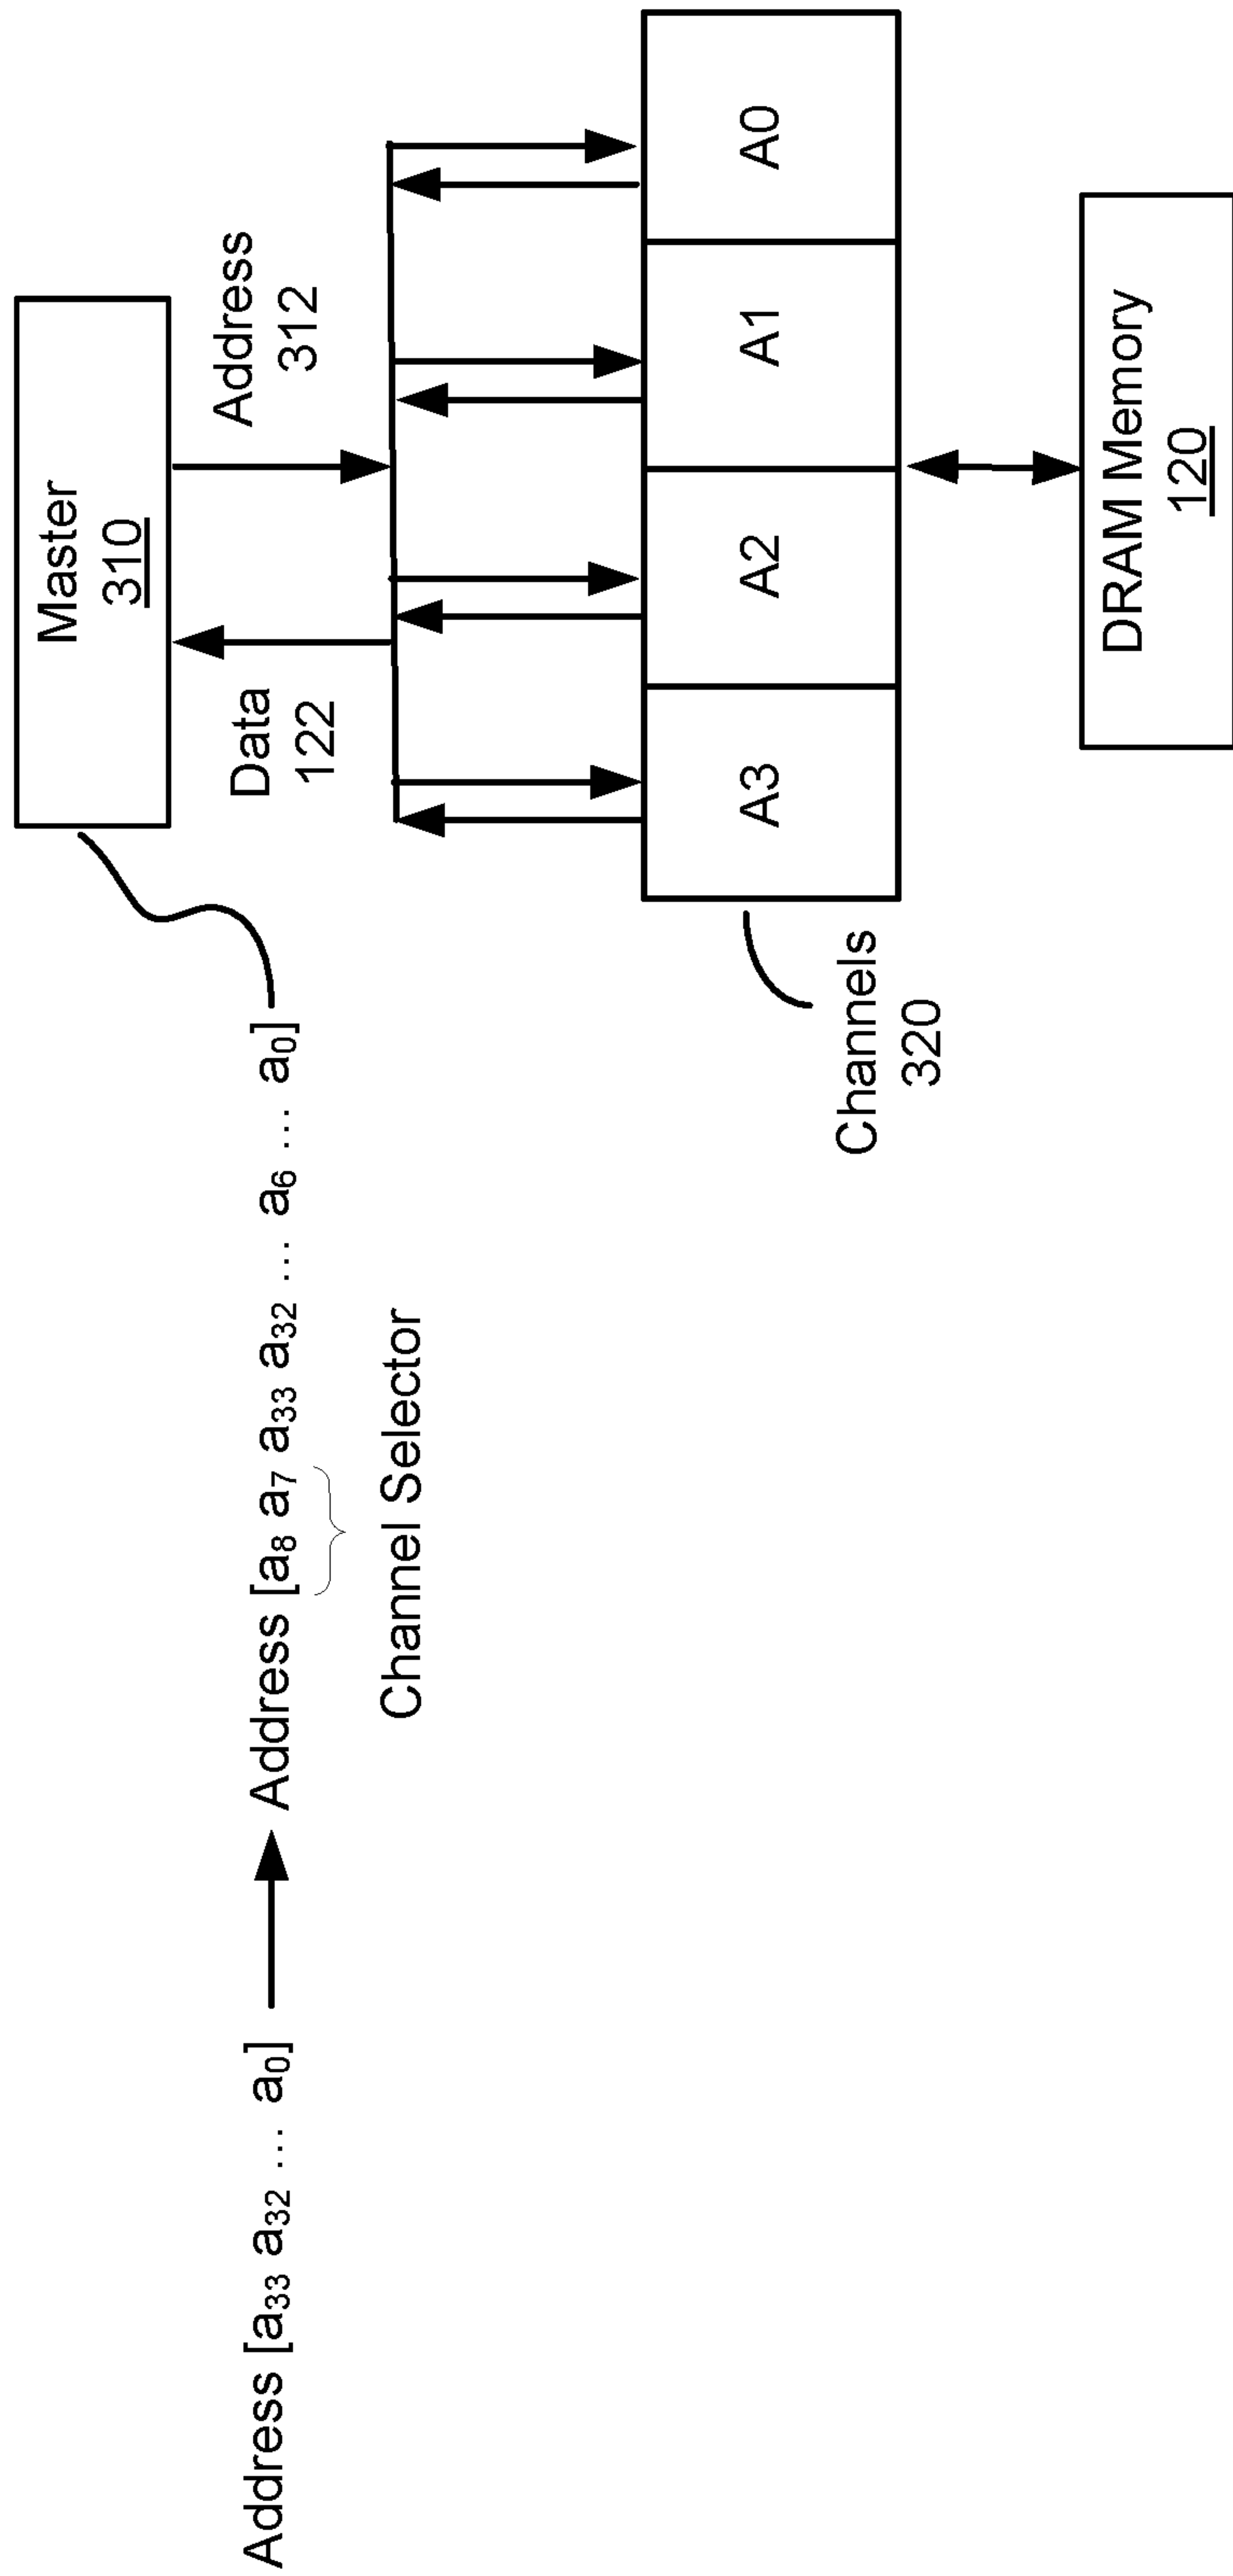 Master
310
Data
122
Address
312
Address [a₃₃ a₃₂ ... a₀]
Address [a₈ a₇ a₃₃ a₃₂ ... a₆ ... a₀]
Channel Selector
A3
A2
A1
A0
Channels
320
DRAM Memory
120